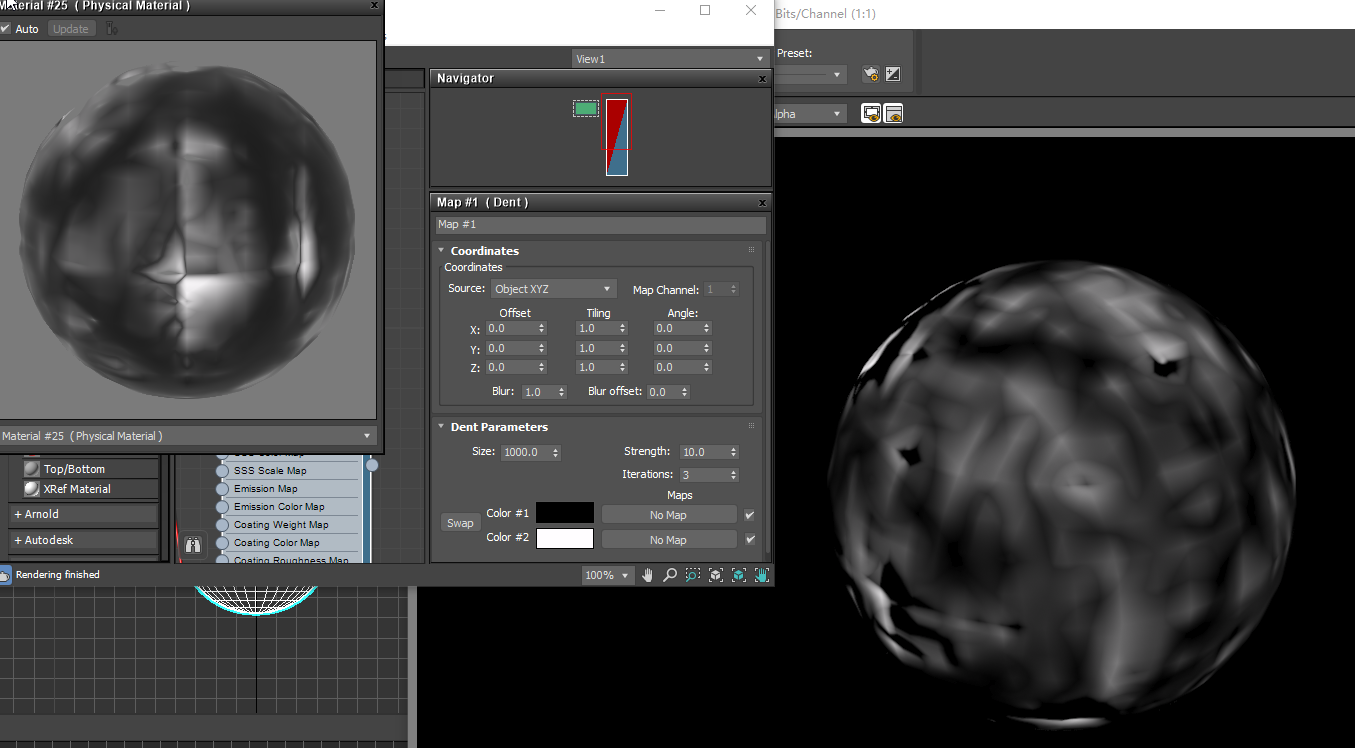 Material #25 ( Physical Material )
Auto
Update
Bits/Channel (1:1)
View1
Preset:
Navigator
Map #1 ( Dent )
Map #1
Coordinates
Coordinates
Source:
Object XYZ
Map Channel:
1
Offset
Tiling
Angle:
X:
0.0
1.0
0.0
Y:
0.0
1.0
0.0
Z:
0.0
1.0
0.0
Blur:
1.0
Blur offset:
0.0
Dent Parameters
Size:
1000.0
Strength:
10.0
Iterations:
3
Maps
Swap
Color #1
No Map
Color #2
No Map
lpha
Material #25 ( Physical Material )
Top/Bottom
XRef Material
+ Arnold
+ Autodesk
SSS Scale Map
Emission Map
Emission Color Map
Coating Weight Map
Coating Color Map
Coating Roughness Map
Rendering finished
100%